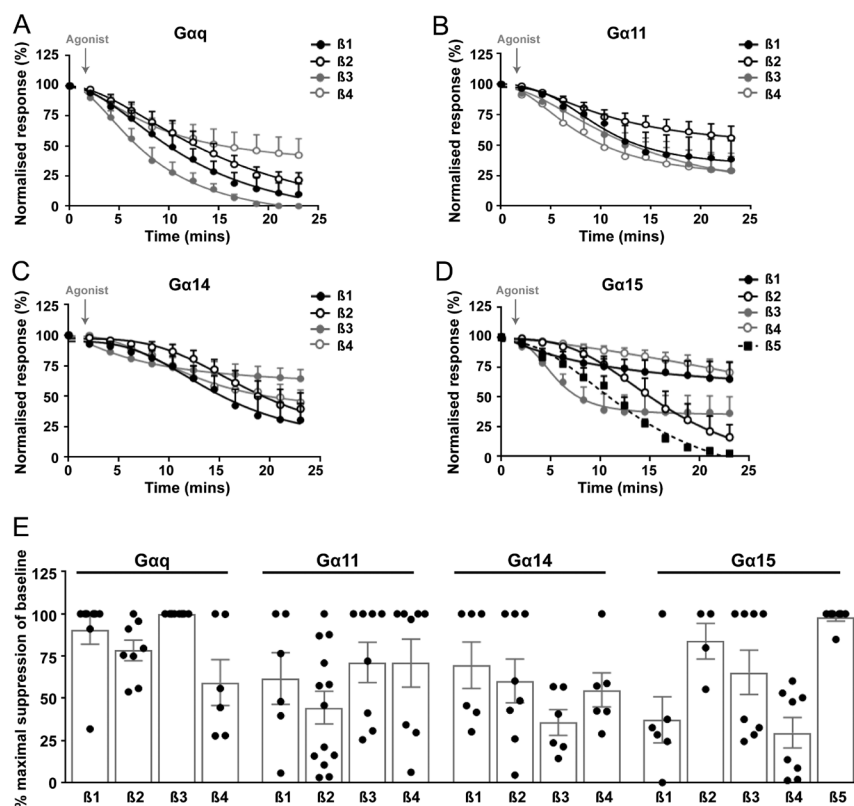 A
Gαq
Agonist
ß1
ß2
ß3
ß4
Normalised response (%)
125
100
75
50
25
0
0 5 10 15 20 25
Time (mins)
B
Gα11
Agonist
ß1
ß2
ß3
ß4
Normalised response (%)
125
100
75
50
25
0
0 5 10 15 20 25
Time (mins)
C
Gα14
Agonist
ß1
ß2
ß3
ß4
Normalised response (%)
125
100
75
50
25
0
0 5 10 15 20 25
Time (mins)
D
Gα15
Agonist
ß1
ß2
ß3
ß4
ß5
Normalised response (%)
125
100
75
50
25
0
0 5 10 15 20 25
Time (mins)
E
Gαq Gα11 Gα14 Gα15
% maximal suppression of baseline
125
100
75
50
25
0
ß1 ß2 ß3 ß4 ß1 ß2 ß3 ß4 ß1 ß2 ß3 ß4 ß1 ß2 ß3 ß4 ß5